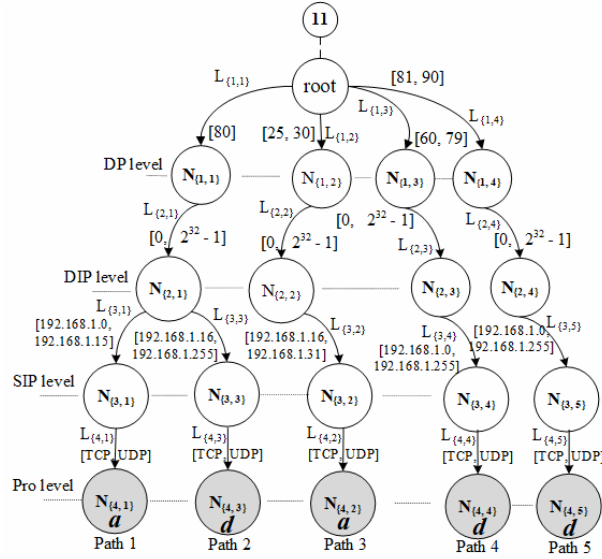 11
root
L{1,1} [81, 90]
L{1,3} L{1,4}
[80] [25, 30] L{1,2} [60, 79]
DP level N{1, 1} N{1, 2} N{1, 3} N{1, 4}
L{2,1} L{2,2} L{2,4}
[0, 2³² - 1] [0, 2³² - 1] [0, 2³² - 1] L{2,3} [0, 2³² - 1]
DIP level N{2, 1} N{2, 2} N{2, 3} N{2, 4}
L{3,1} L{3,3} L{3,2} L{3,4} L{3,5}
[192.168.1.0, 192.168.1.15] [192.168.1.16, 192.168.1.255] [192.168.1.16, 192.168.1.31] [192.168.1.0, 192.168.1.255] [192.168.1.0, 192.168.1.255]
SIP level N{3, 1} N{3, 3} N{3, 2} N{3, 4} N{3, 5}
L{4,1} L{4,3} L{4,2} L{4,4} L{4,5}
[TCP, UDP] [TCP, UDP] [TCP, UDP] [TCP, UDP] [TCP, UDP]
Pro level N{4, 1} N{4, 3} N{4, 2} N{4, 4} N{4, 5}
a d a d d
Path 1 Path 2 Path 3 Path 4 Path 5